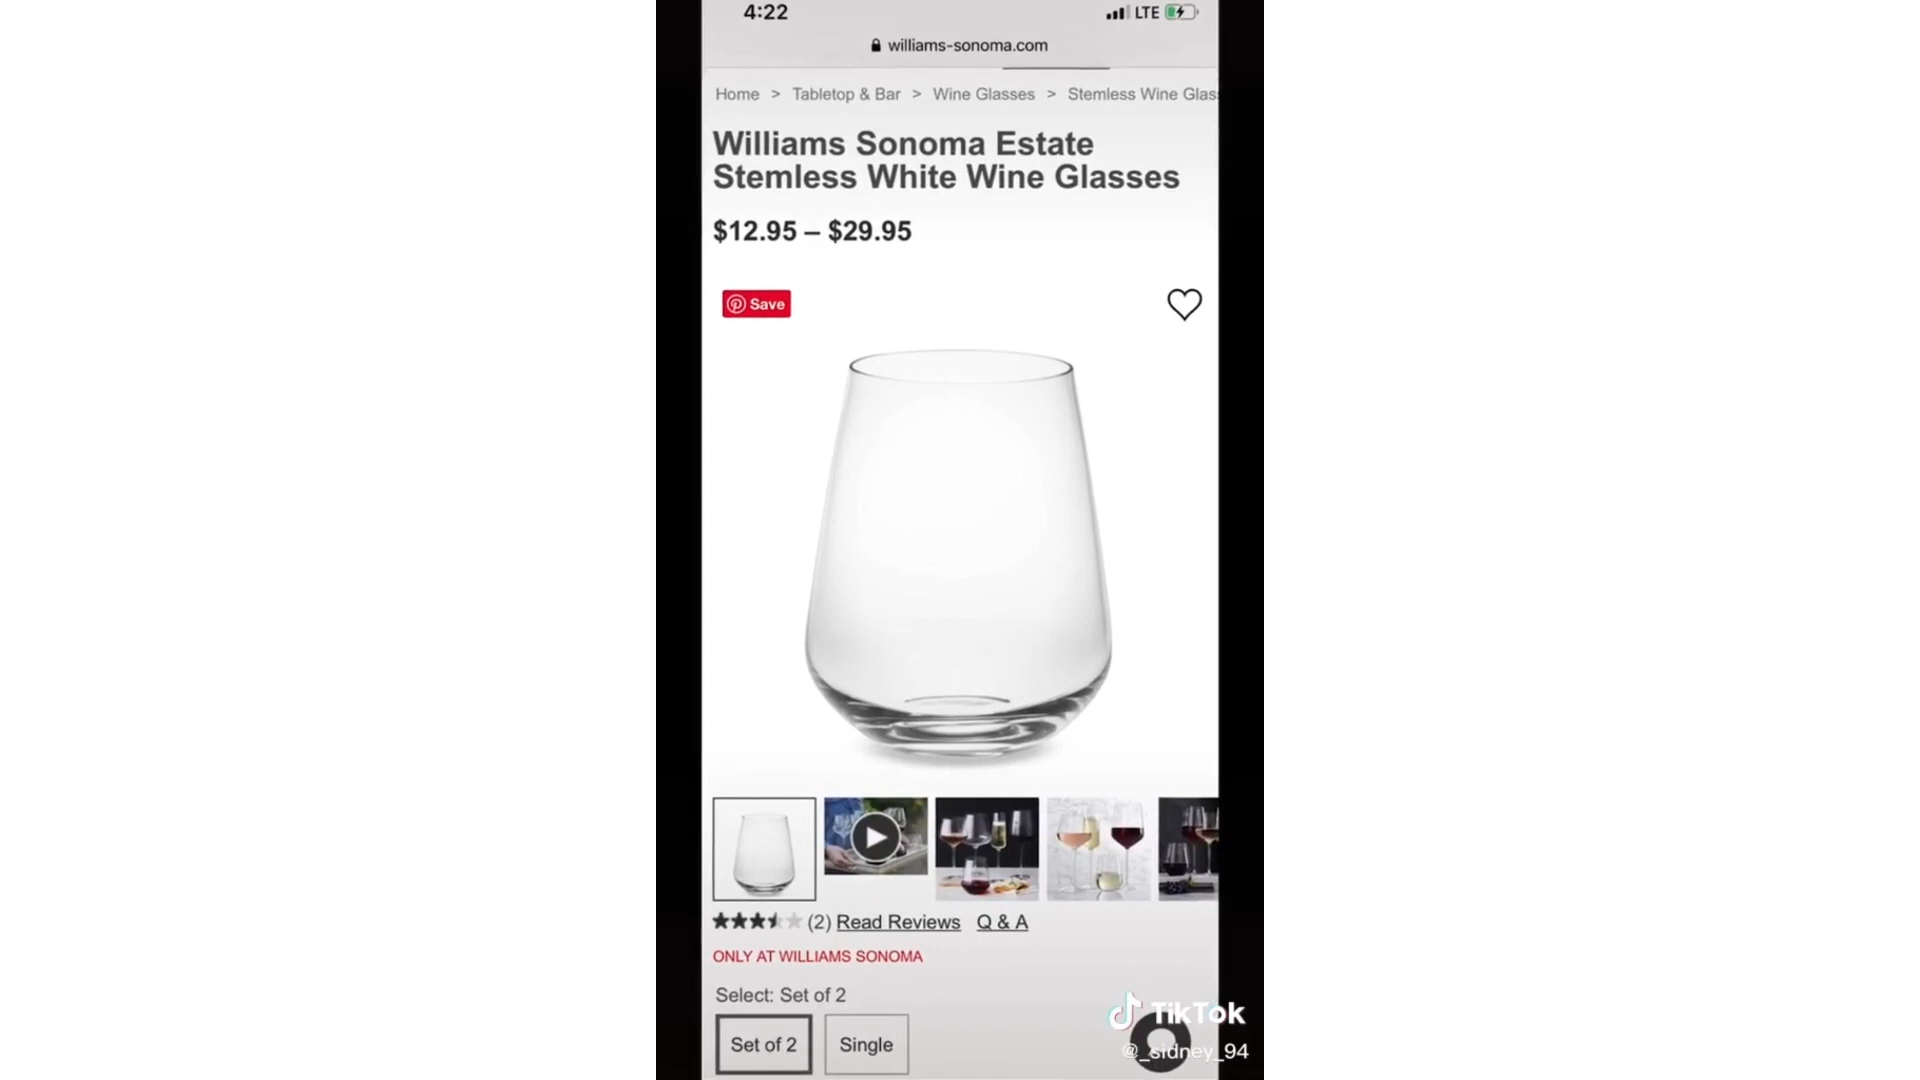 4:22
LTE
williams-sonoma.com
Home > Tabletop & Bar > Wine Glasses > Stemless Wine Glas
Williams Sonoma Estate
Stemless White Wine Glasses
$12.95 – $29.95
Save
(2) Read Reviews Q & A
ONLY AT WILLIAMS SONOMA
Select: Set of 2
Set of 2 Single
TikTok
@_sidney_94